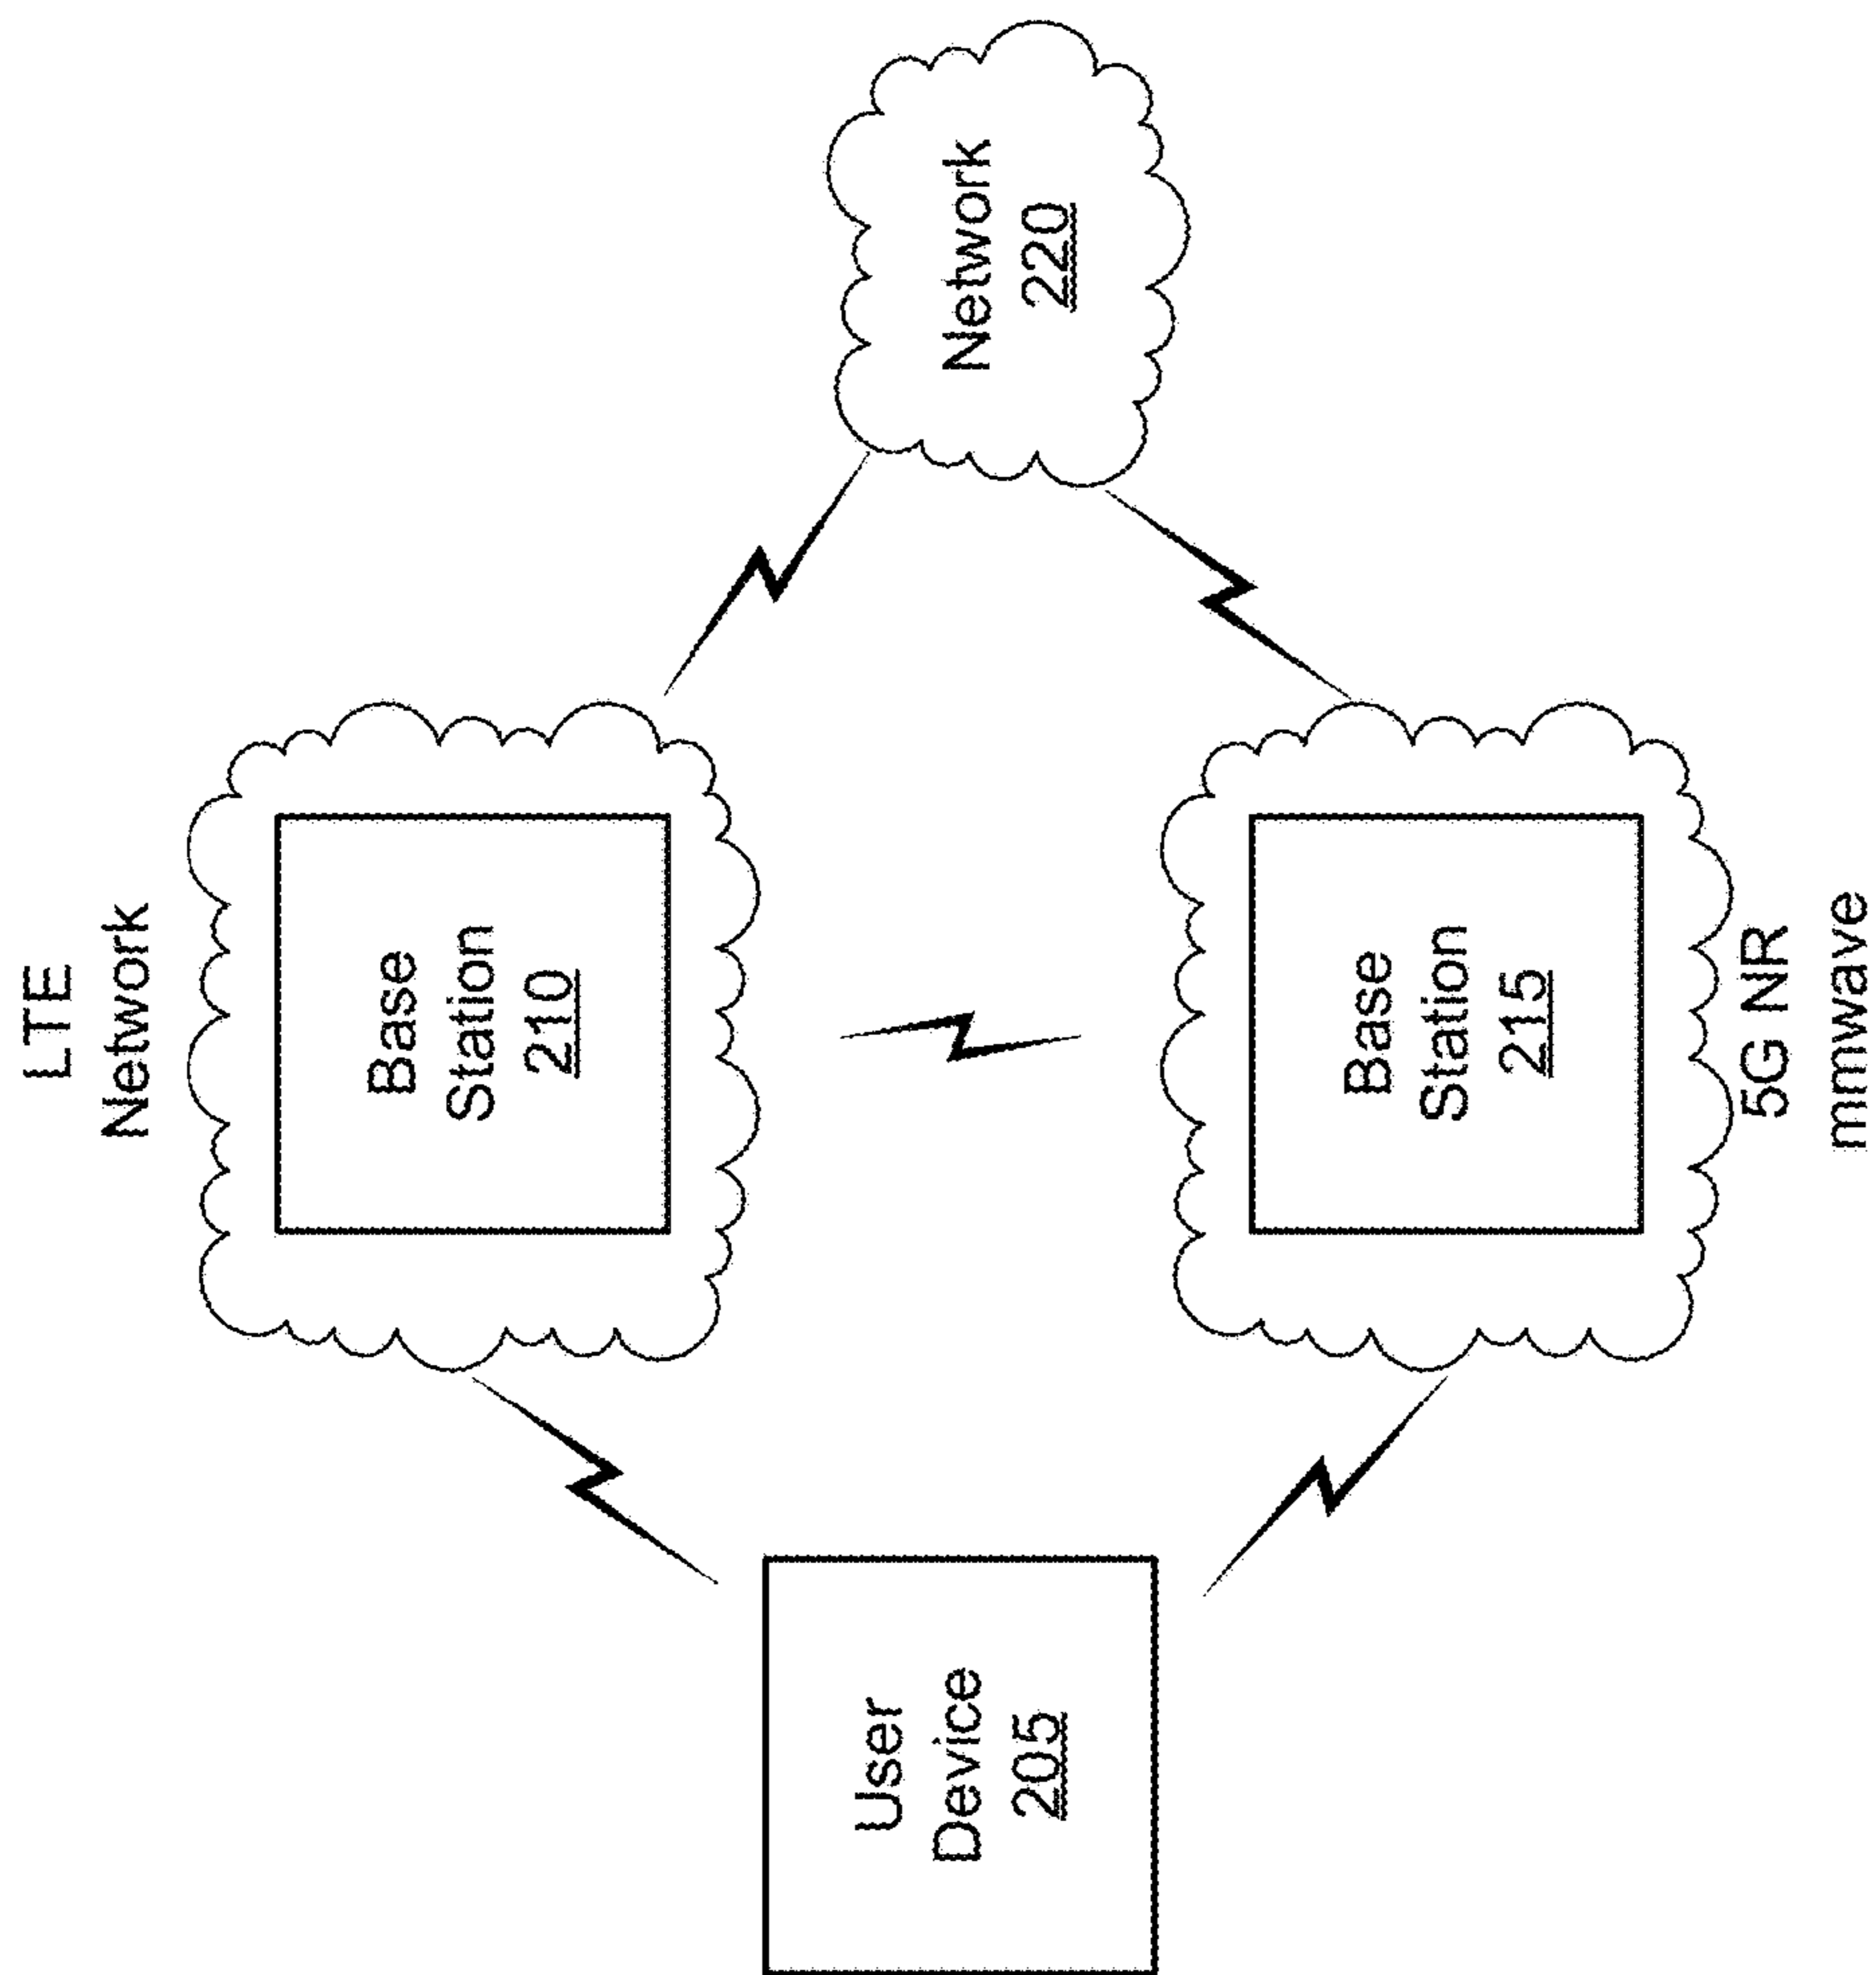 LTE
Network
Base
Station
210
User
Device
205
Network
220
Base
Station
215
5G NR
mmwave